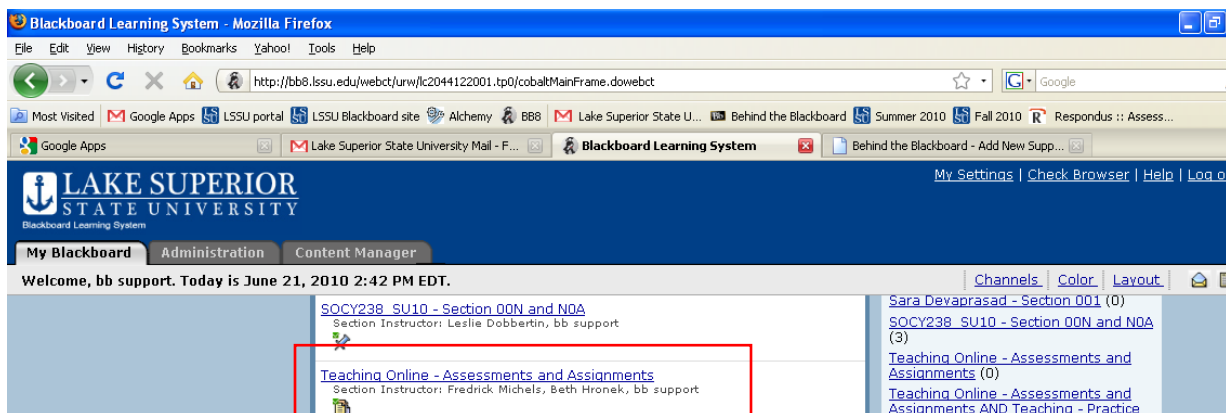 Blackboard Learning System - Mozilla Firefox
File Edit View History Bookmarks Yahoo! Tools Help
http://bb8.lssu.edu/webct/urw/lc2044122001.tp0/cobaltMainFrame.dowebct
G Google
Most Visited Google Apps LSSU portal LSSU Blackboard site Alchemy BB8 Lake Superior State U... Behind the Blackboard Summer 2010 Fall 2010 R Respondus :: Assess...
Google Apps Lake Superior State University Mail - F... Blackboard Learning System Behind the Blackboard - Add New Supp...
My Settings | Check Browser | Help | Log o
LAKE SUPERIOR
STATE UNIVERSITY
Blackboard Learning System
My Blackboard Administration Content Manager
Welcome, bb support. Today is June 21, 2010 2:42 PM EDT.
Channels Color Layout
SOCY238_SU10 - Section 00N and N0A
Section Instructor: Leslie Dobbertin, bb support
Teaching Online - Assessments and Assignments
Section Instructor: Fredrick Michels, Beth Hronek, bb support
Sara Devaprasad - Section 001 (0)
SOCY238_SU10 - Section 00N and N0A
(3)
Teaching Online - Assessments and
Assignments (0)
Teaching Online - Assessments and
Assignments AND Teaching - Practice